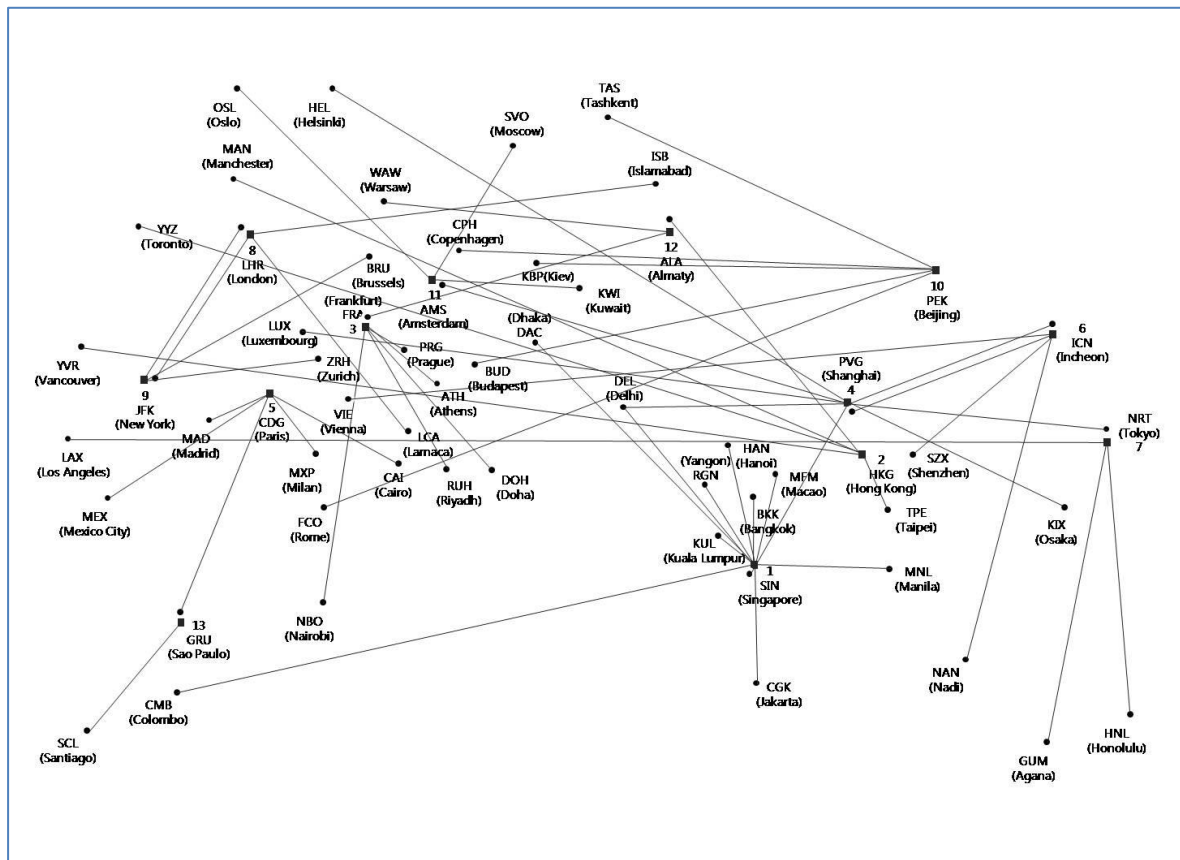 TAS
(Tashkent)
OSL
(Oslo)
HEL
(Helsinki)
SVO
(Moscow)
MAN
(Manchester)
ISB
(Islamabad)
WAW
(Warsaw)
YYZ
(Toronto)
CPH
(Copenhagen)
8
LHR
(London)
12
ALA
(Almaty)
BRU
(Brussels)
KBP(Kiev)
10
PEK
(Beijing)
11
AMS
(Amsterdam)
KWI
(Kuwait)
(Frankfurt)
FRA
3
(Dhaka)
DAC
6
ICN
(Incheon)
LUX
(Luxembourg)
PRG
(Prague)
ZRH
(Zurich)
BUD
(Budapest)
PVG
(Shanghai)
4
YVR
(Vancouver)
DEL
(Delhi)
ATH
(Athens)
9
JFK
(New York)
5
CDG
(Paris)
VIE
(Vienna)
NRT
(Tokyo)
7
MAD
(Madrid)
LCA
(Larnaca)
LAX
(Los Angeles)
MXP
(Milan)
HAN
(Hanoi)
(Yangon)
RGN
2
HKG
(Hong Kong)
SZX
(Shenzhen)
CAI
(Cairo)
RUH
(Riyadh)
DOH
(Doha)
MFM
(Macao)
MEX
(Mexico City)
FCO
(Rome)
BKK
(Bangkok)
TPE
(Taipei)
KIX
(Osaka)
KUL
(Kuala Lumpur)
1
SIN
(Singapore)
MNL
(Manila)
13
GRU
(Sao Paulo)
NBO
(Nairobi)
NAN
(Nadi)
CMB
(Colombo)
CGK
(Jakarta)
SCL
(Santiago)
HNL
(Honolulu)
GUM
(Agana)